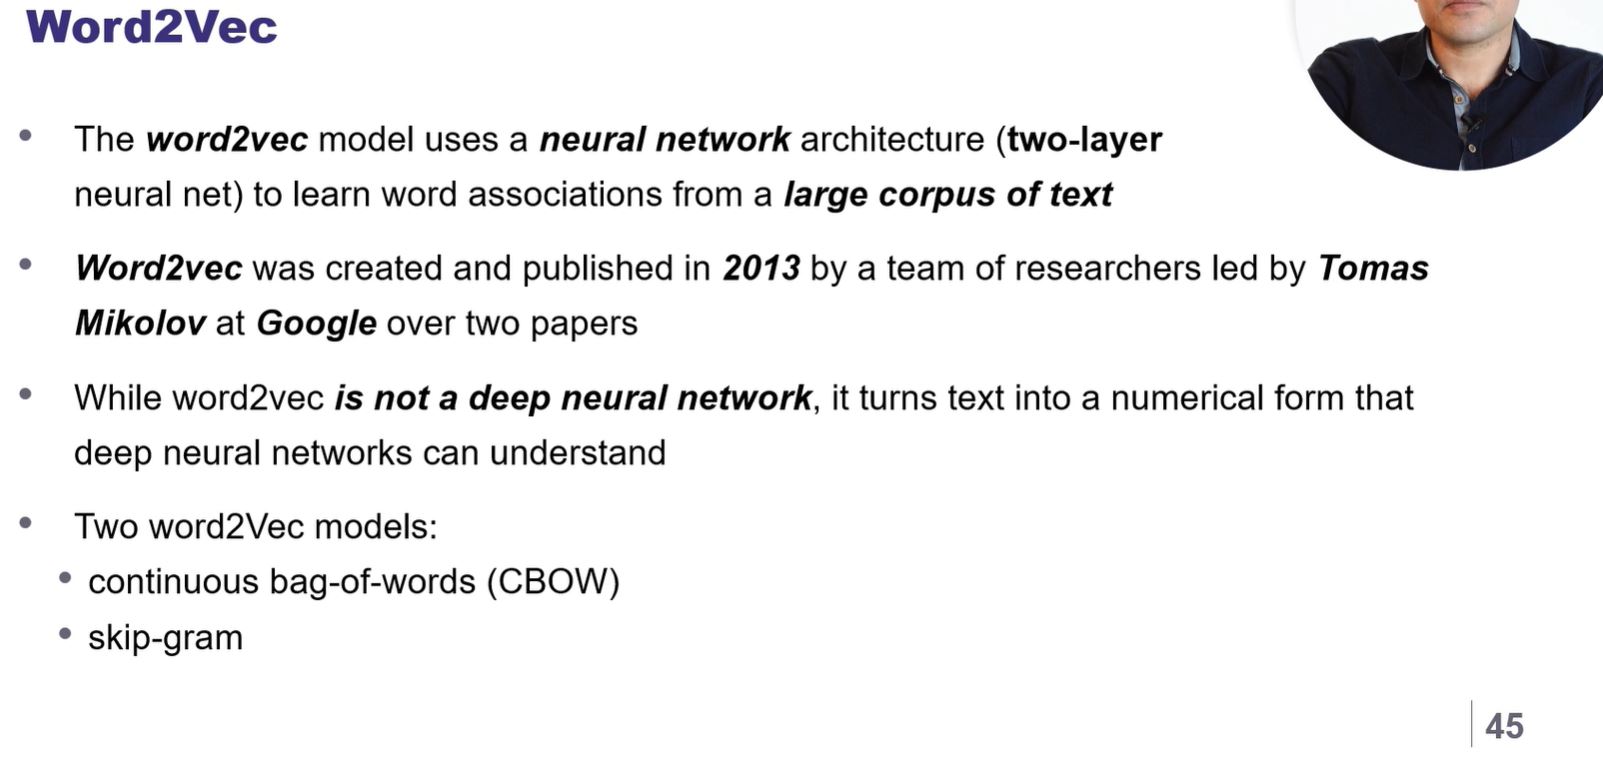 Word2Vec
• The word2vec model uses a neural network architecture (two-layer
neural net) to learn word associations from a large corpus of text
• Word2vec was created and published in 2013 by a team of researchers led by Tomas
Mikolov at Google over two papers
• While word2vec is not a deep neural network, it turns text into a numerical form that
deep neural networks can understand
• Two word2Vec models:
• continuous bag-of-words (CBOW)
• skip-gram
45